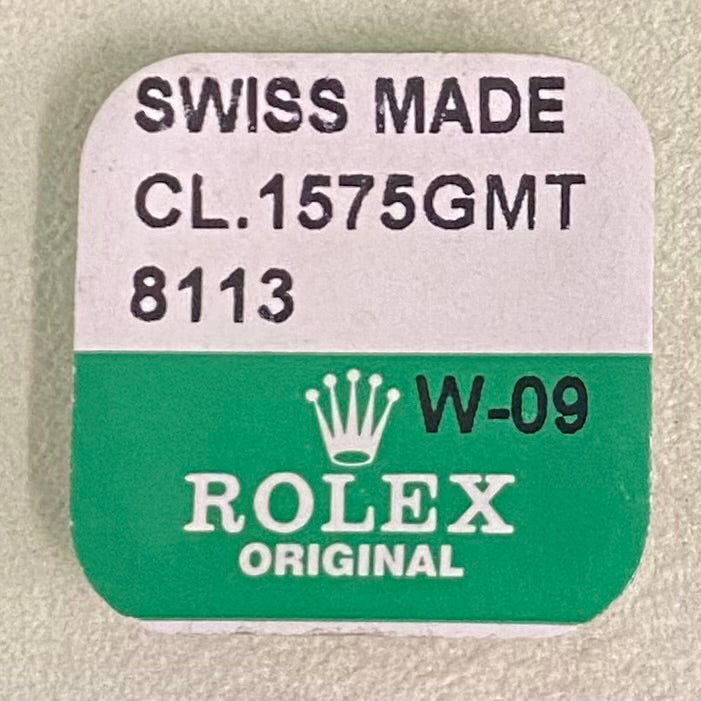 SWISS MADE
CL.1575GMT
8113
W-09
ROLEX
ORIGINAL